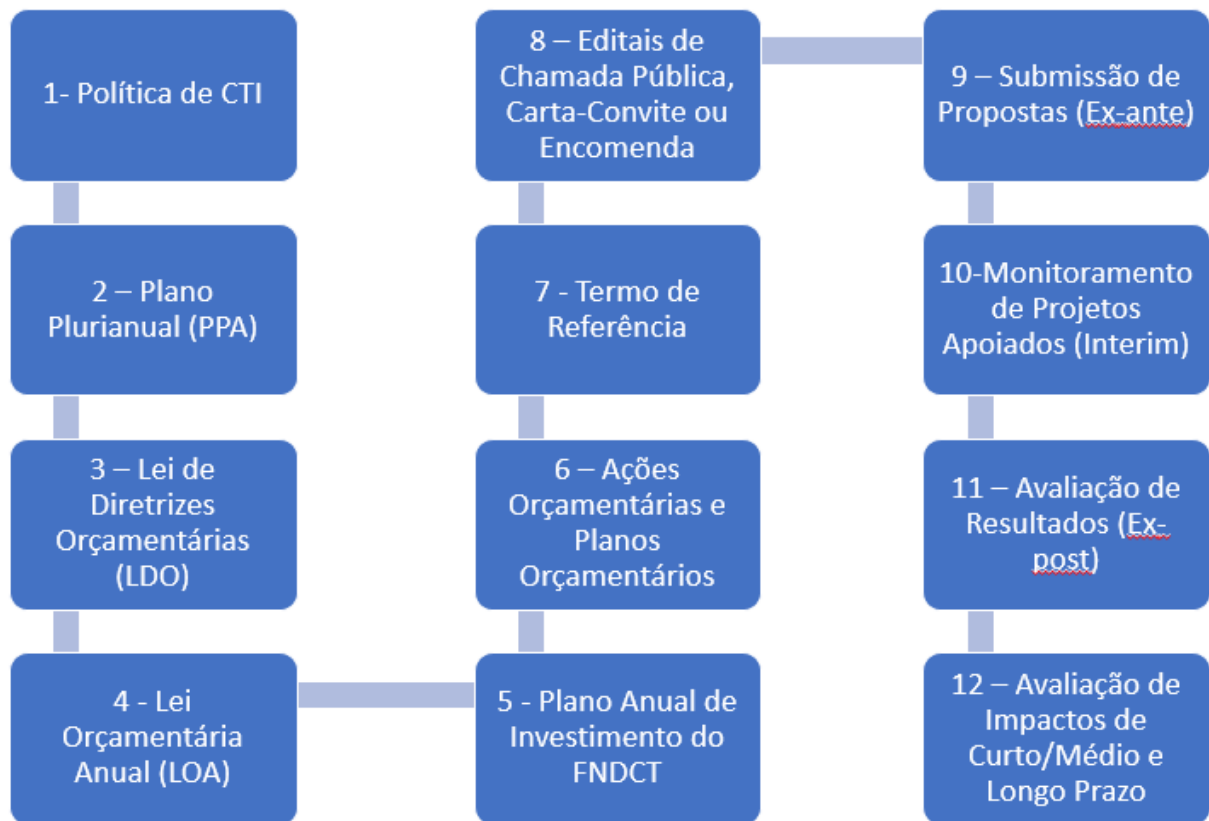 1- Política de CTI
2 – Plano
Plurianual (PPA)
3 – Lei de
Diretrizes
Orçamentárias
(LDO)
4 - Lei
Orçamentária
Anual (LOA)
5 - Plano Anual de
Investimento do
FNDCT
6 – Ações
Orçamentárias e
Planos
Orçamentários
7 - Termo de
Referência
8 – Editais de
Chamada Pública,
Carta-Convite ou
Encomenda
9 – Submissão de
Propostas (Ex-ante)
10-Monitoramento
de Projetos
Apoiados (Interim)
11 – Avaliação de
Resultados (Ex-
post)
12 – Avaliação de
Impactos de
Curto/Médio e
Longo Prazo